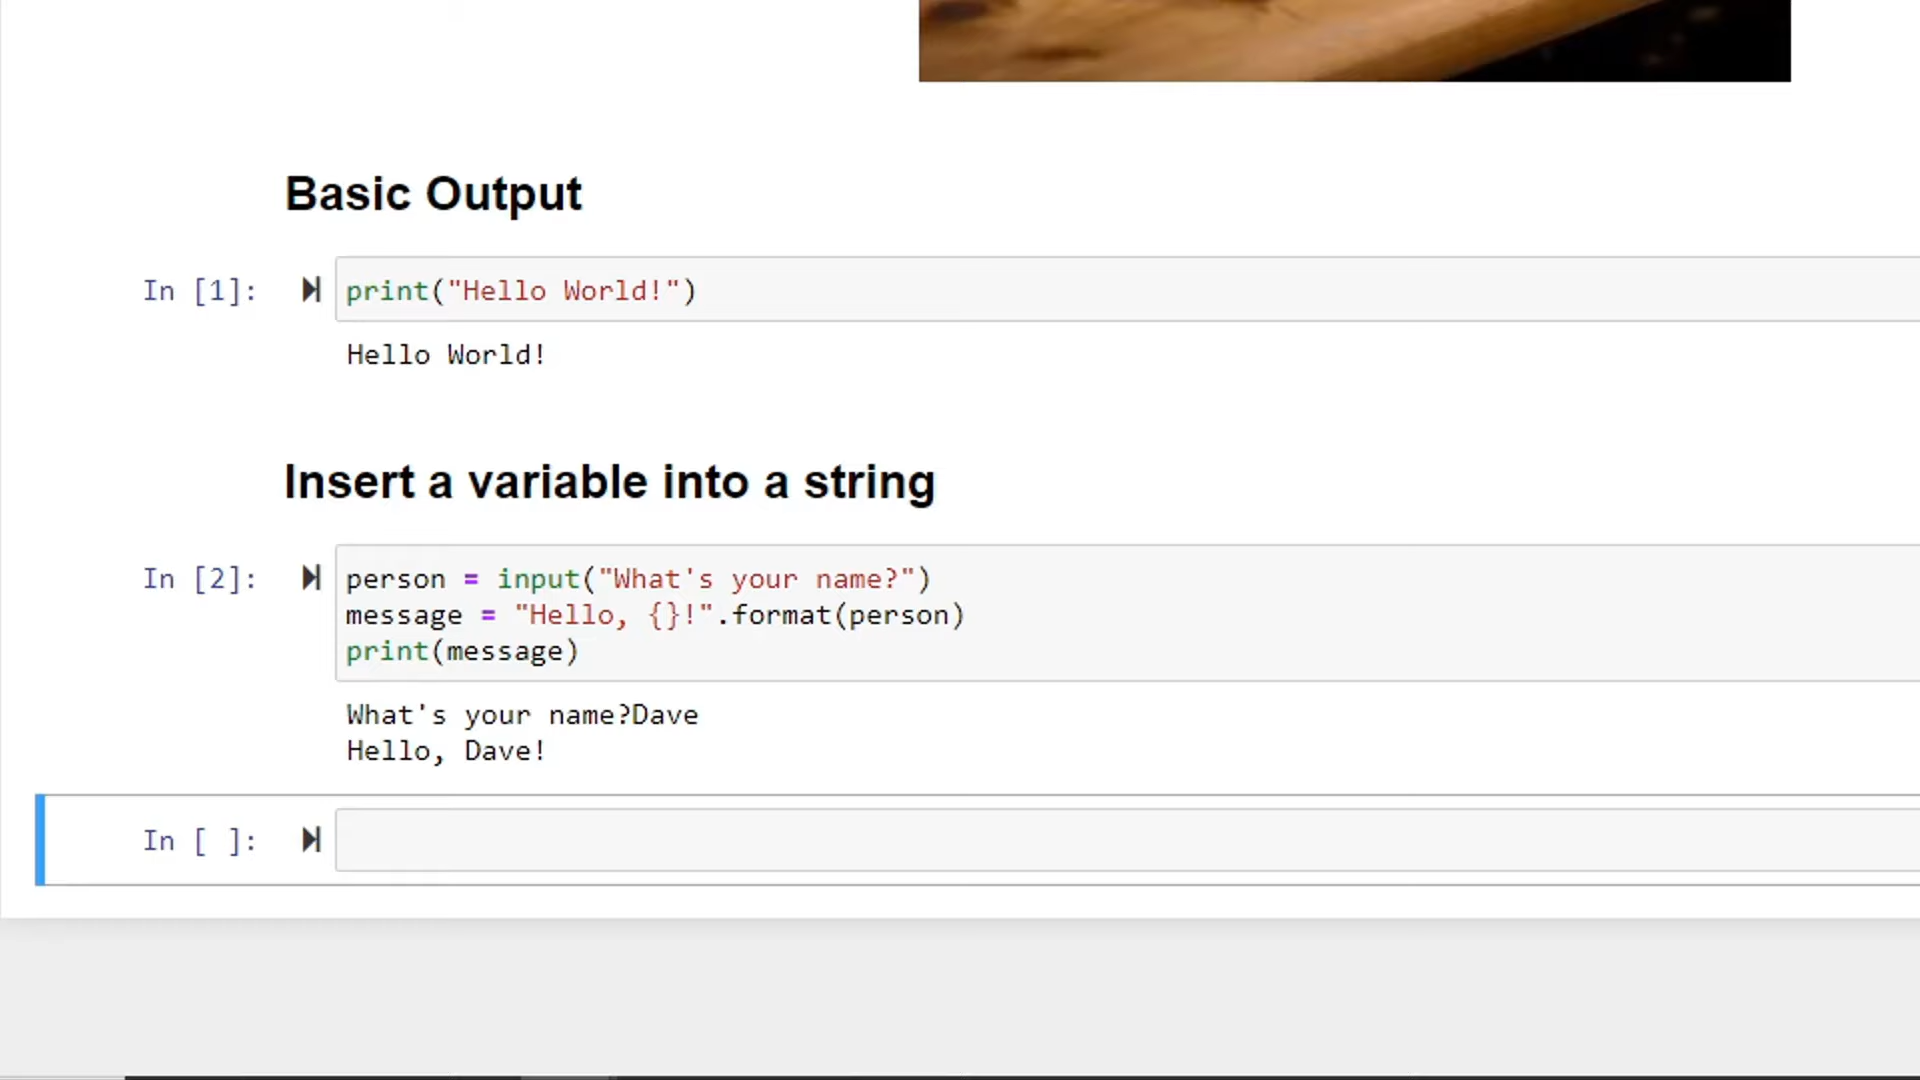 Basic Output
In [1]: print("Hello World!")
Hello World!
Insert a variable into a string
In [2]: person = input("What's your name?")
message = "Hello, {}!".format(person)
print(message)
What's your name?Dave
Hello, Dave!
In [ ]: